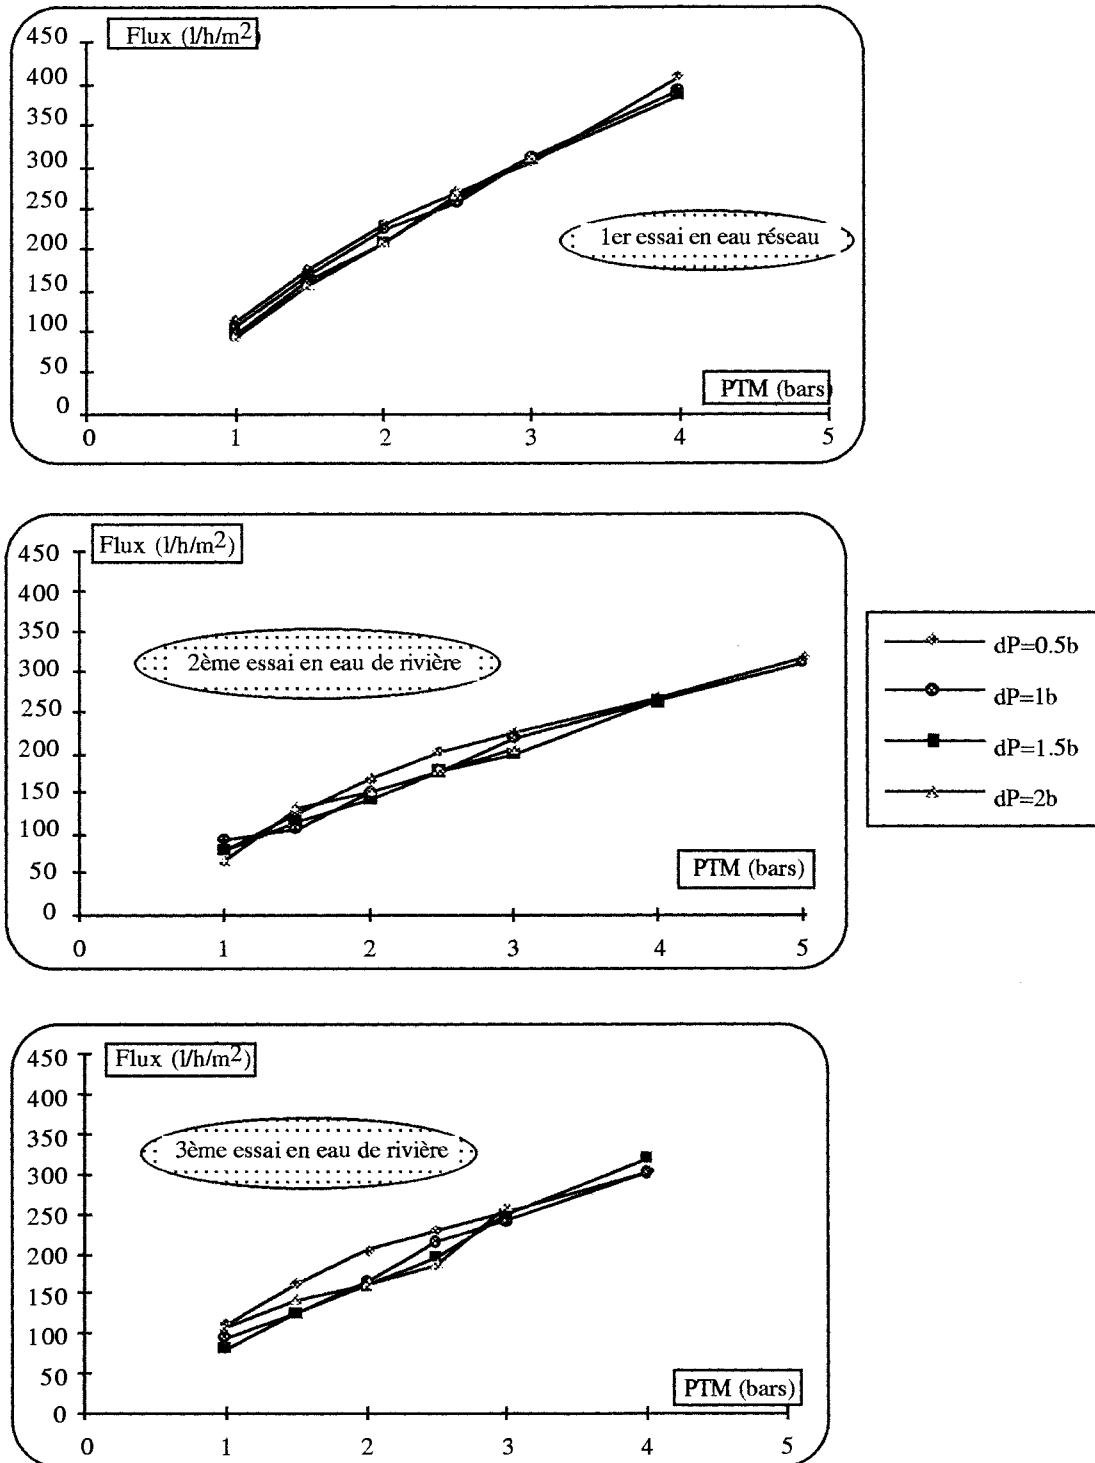 Flux (l/h/m2)
450
400
350
300
250
200
150
100
50
0
1er essai en eau réseau
PTM (bars)
0 1 2 3 4 5
Flux (l/h/m2)
450
400
350
300
250
200
150
100
50
0
2ème essai en eau de rivière
PTM (bars)
0 1 2 3 4 5
dP=0.5b
dP=1b
dP=1.5b
dP=2b
Flux (l/h/m2)
450
400
350
300
250
200
150
100
50
0
3ème essai en eau de rivière
PTM (bars)
0 1 2 3 4 5